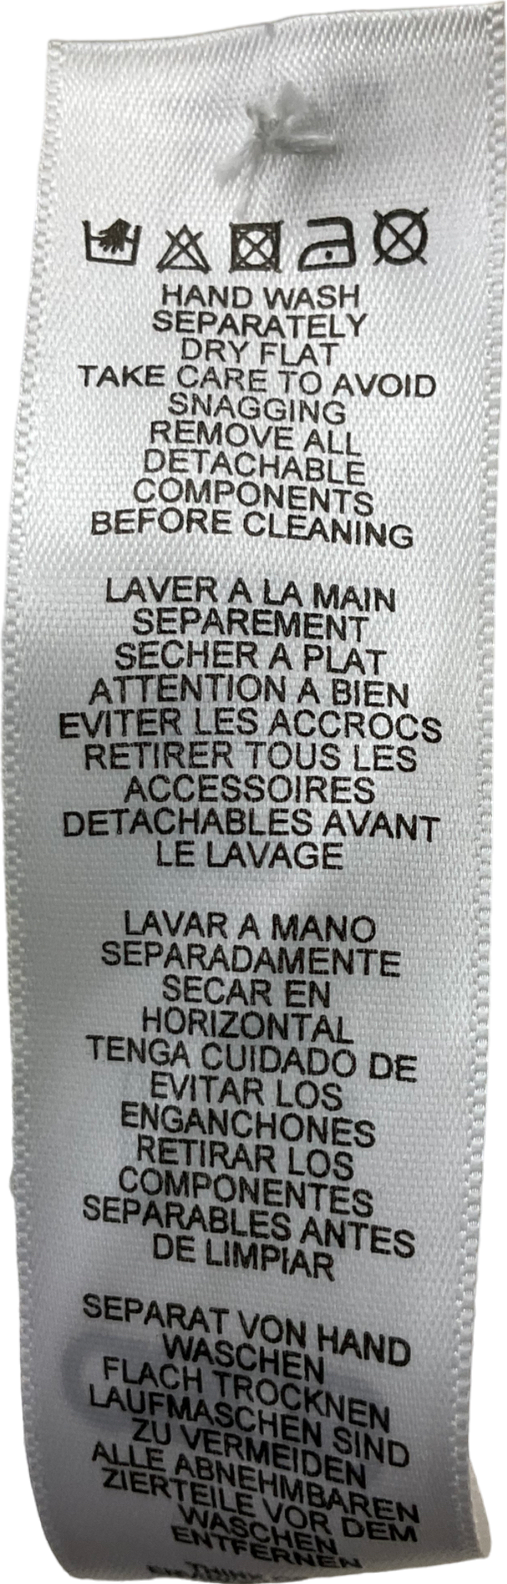 HAND WASH
SEPARATELY
DRY FLAT
TAKE CARE TO AVOID
SNAGGING
REMOVE ALL
DETACHABLE
COMPONENTS
BEFORE CLEANING
LAVER A LA MAIN
SEPAREMENT
SECHER A PLAT
ATTENTION A BIEN
EVITER LES ACCROCS
RETIRER TOUS LES
ACCESSOIRES
DETACHABLES AVANT
LE LAVAGE
LAVAR A MANO
SEPARADAMENTE
SECAR EN
HORIZONTAL
TENGA CUIDADO DE
EVITAR LOS
ENGANCHONES
RETIRAR LOS
COMPONENTES
SEPARABLES ANTES
DE LIMPIAR
SEPARAT VON HAND
WASCHEN
FLACH TROCKNEN
LAUFMASCHEN SIND
ZU VERMEIDEN
ALLE ABNEHMBAREN
ZIERTEILE VOR DEM
WASCHEN
ENTFERNEN
THINK